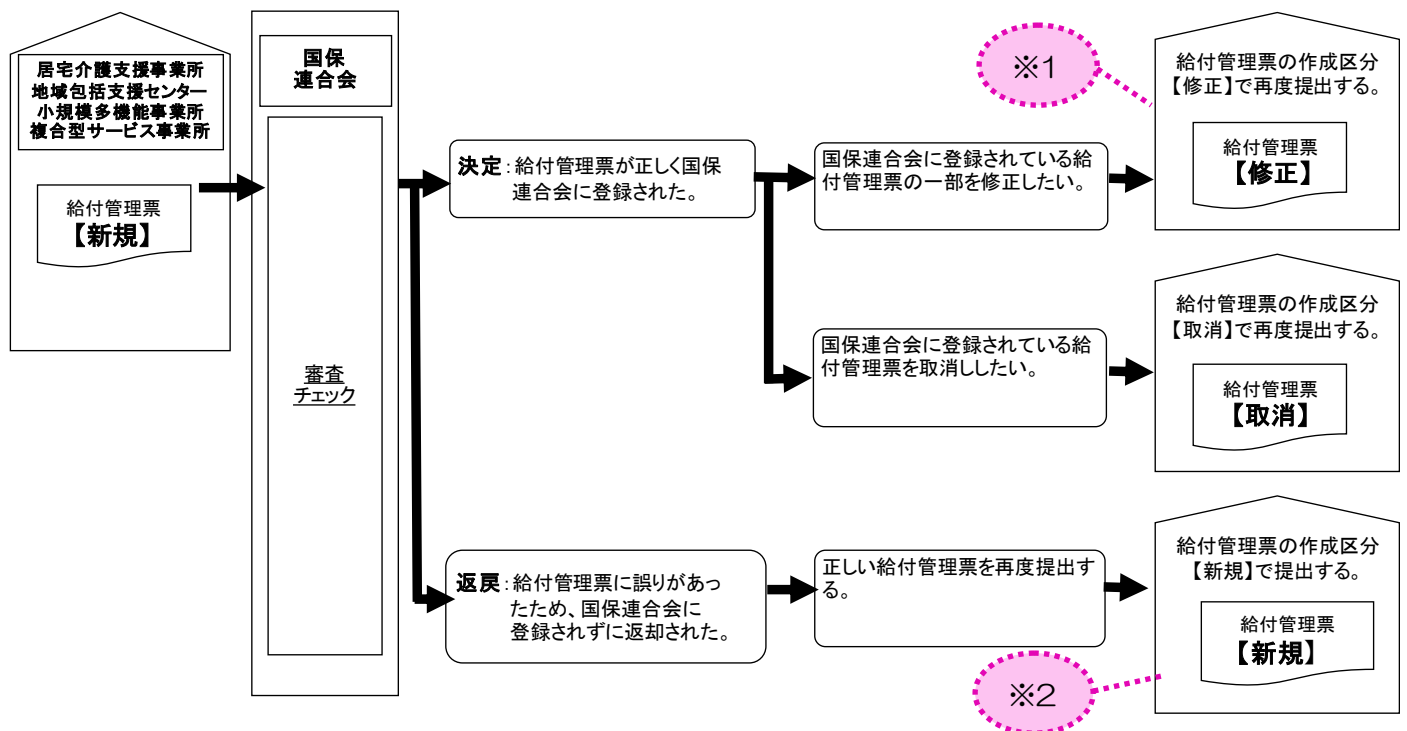 居宅介護支援事業所
地域包括支援センター
小規模多機能事業所
複合型サービス事業所
給付管理票
【新規】
国保
連合会
審査
チェック
決定：給付管理票が正しく国保
連合会に登録された。
国保連合会に登録されている給
付管理票の一部を修正したい。
※1
給付管理票の作成区分
【修正】で再度提出する。
給付管理票
【修正】
国保連合会に登録されている給
付管理票を取消ししたい。
給付管理票の作成区分
【取消】で再度提出する。
給付管理票
【取消】
返戻：給付管理票に誤りがあっ
たため、国保連合会に
登録されずに返却された。
正しい給付管理票を再度提出す
る。
給付管理票の作成区分
【新規】で提出する。
給付管理票
【新規】
※2